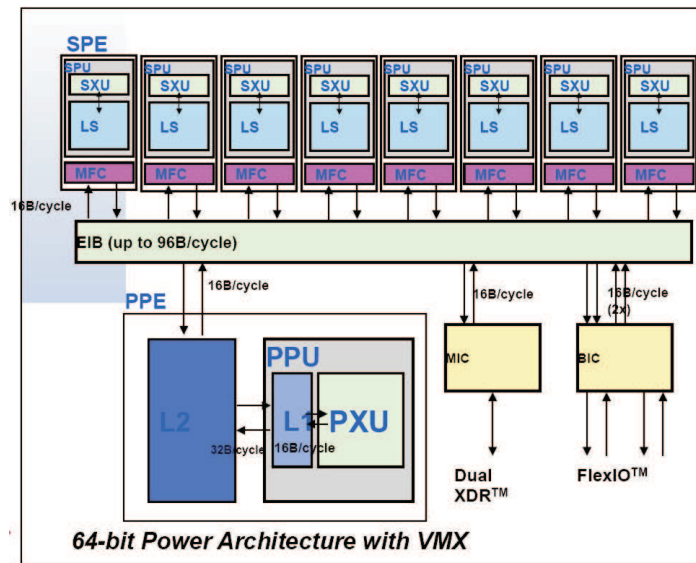 SPE
SPU SPU SPU SPU SPU SPU SPU SPU
SXU SXU SXU SXU SXU SXU SXU SXU
LS LS LS LS LS LS LS LS
MFC MFC MFC MFC MFC MFC MFC MFC
16B/cycle
EIB (up to 96B/cycle)
16B/cycle
16B/cycle
16B/cycle
(2x)
PPE
PPU
L2
L1
PXU
32B/cycle
16B/cycle
MIC
BIC
Dual
XDR™
FlexIO™
64-bit Power Architecture with VMX